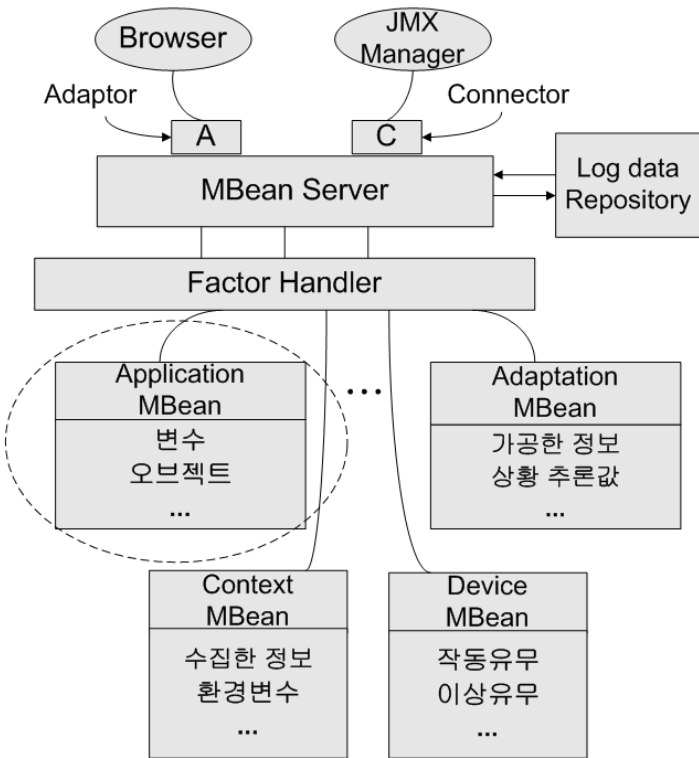 Browser
JMX
Manager
Adaptor
Connector
A
C
MBean Server
Log data
Repository
Factor Handler
Application
MBean
변수
오브젝트
...
...
Adaptation
MBean
가공한 정보
상황 추론값
...
Context
MBean
수집한 정보
환경변수
...
Device
MBean
작동유무
이상유무
...